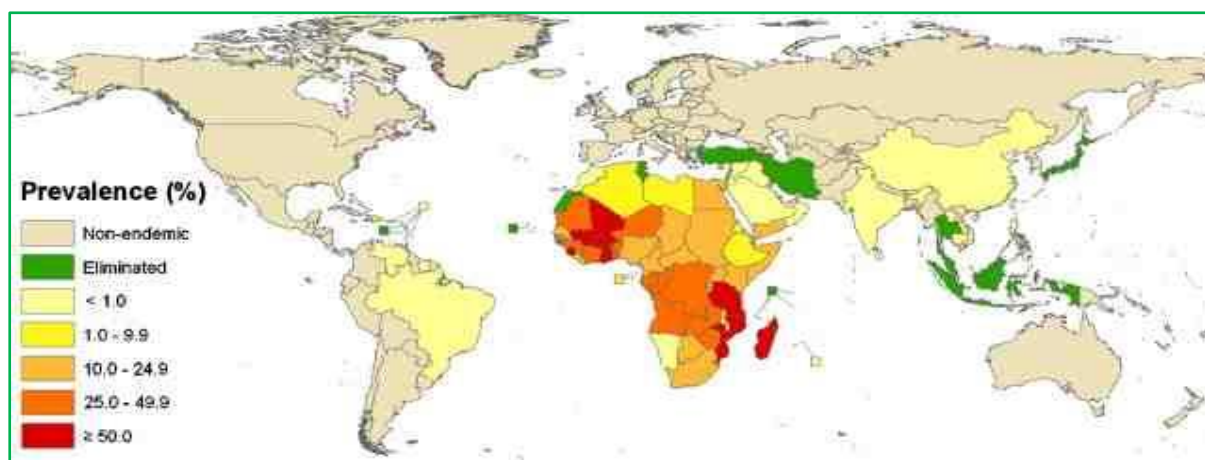 Prevalence (%)
Non-endemic
Eliminated
< 1.0
1.0 - 9.9
10.0 - 24.9
25.0 - 49.9
≥ 50.0